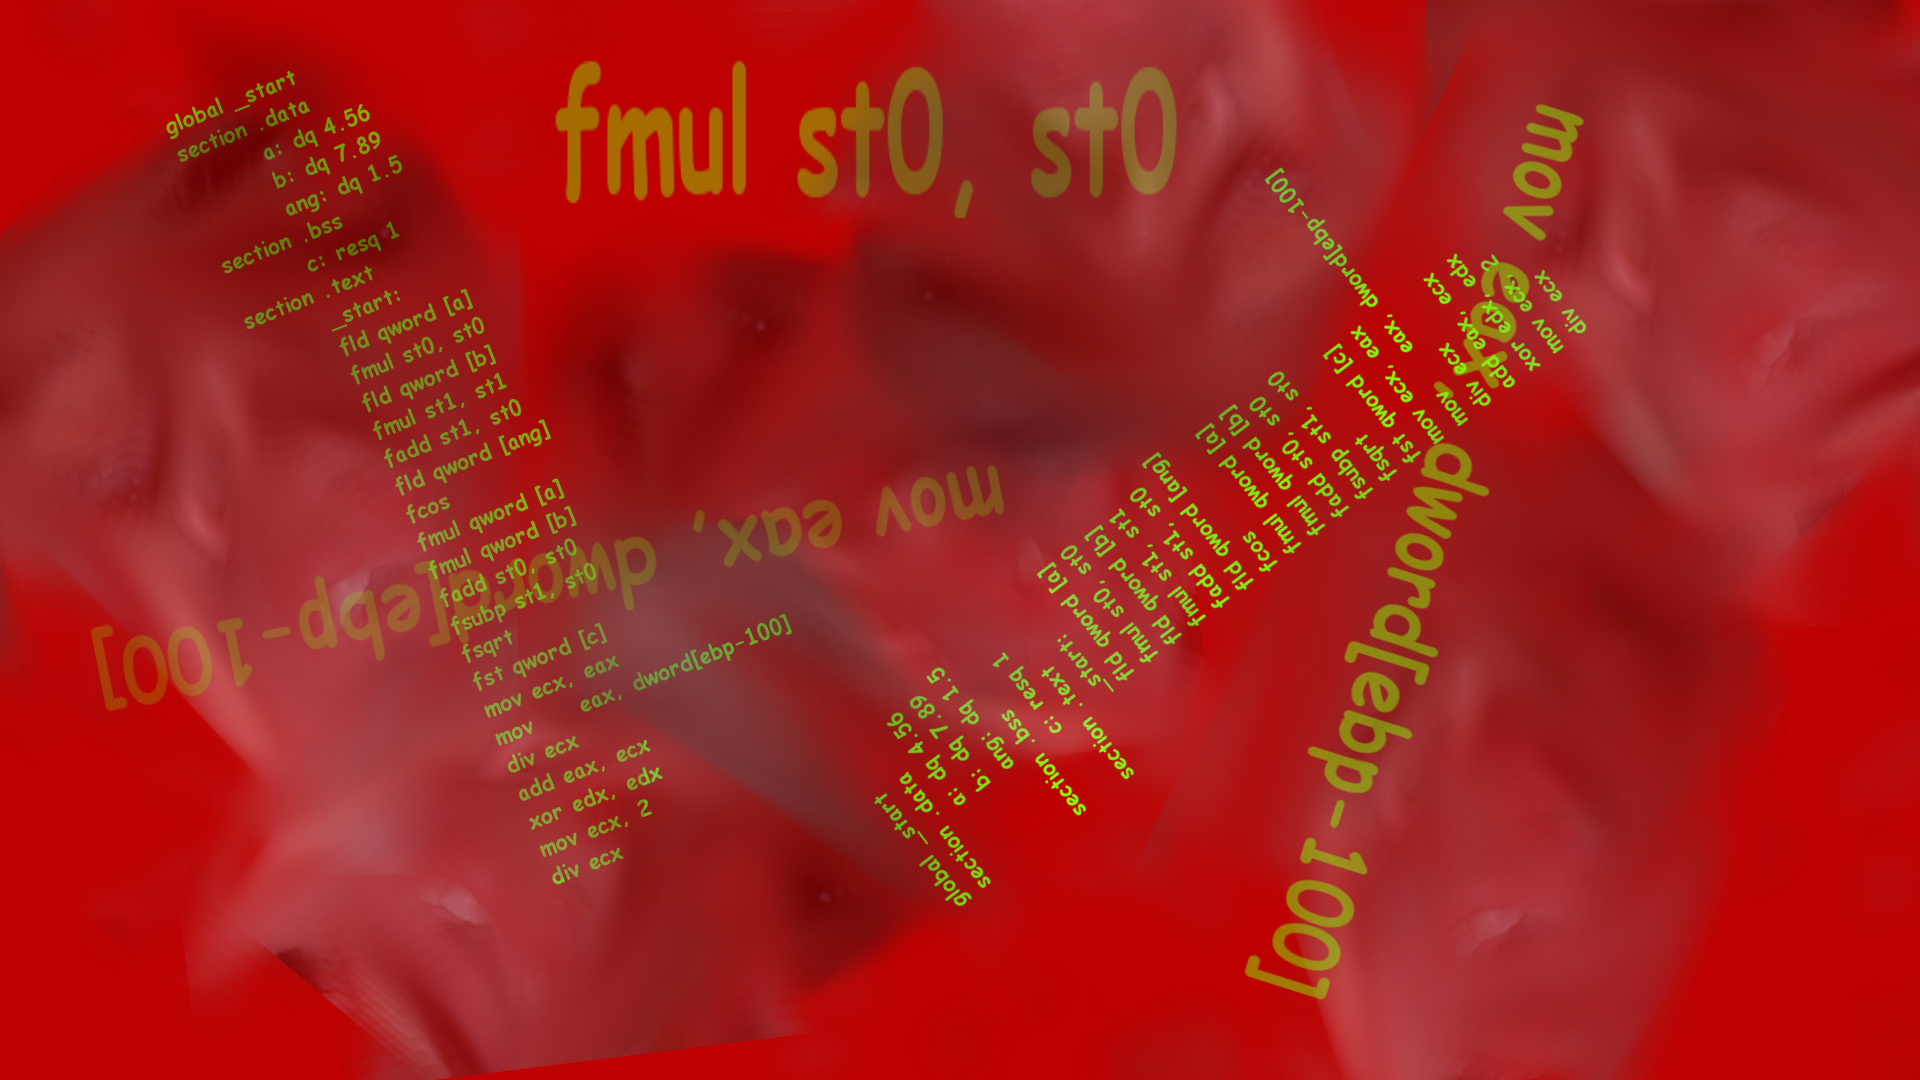 fmul st0, st0
global _start
section .data
a: dq 4.56
b: dq 7.89
ang: dq 1.5
section .bss
c: resq 1
section .text
_start:
fld qword [a]
fmul st0, st0
fld qword [b]
fmul st1, st1
fadd st1, st0
fld qword [ang]
fcos
fmul qword [a]
fmul qword [b]
fadd st0, st0
fsubp st1, st0
fsqrt
fst qword [c]
mov ecx, eax
mov eax, dword[ebp-100]
div ecx
add eax, ecx
xor edx, edx
mov ecx, 2
div ecx
mov eax, dword[ebp-100]
global _start
section .data
a: dq 4.56
b: dq 7.89
ang: dq 1.5
section .bss
c: resq 1
section .text
_start:
fld qword [a]
fmul st0, st0
fld qword [b]
fmul st1, st1
fadd st1, st0
fld qword [ang]
fcos
fmul qword [a]
fmul qword [b]
fadd st0, st0
fsubp st1, st0
fsqrt
fst qword [c]
mov ecx, eax
mov eax, dword[ebp-100]
div ecx
add eax, ecx
xor edx, edx
mov ecx, 2
div ecx
mov eax, dword[ebp-100]